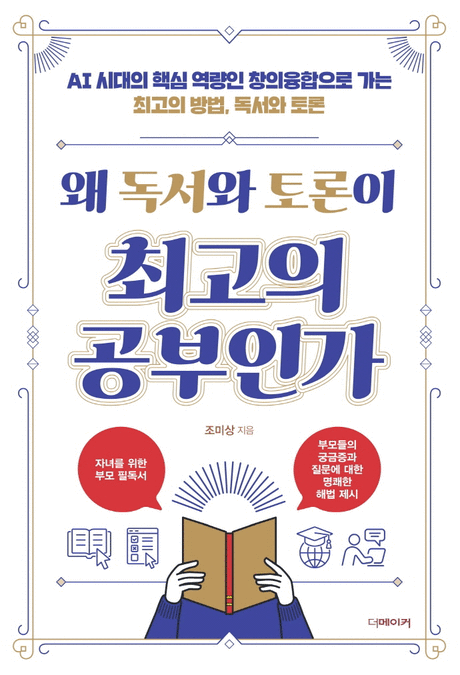 AI 시대의 핵심 역량인 창의융합으로 가는
최고의 방법, 독서와 토론
왜 독서와 토론이
최고의
공부인가
조미상 지음
자녀를 위한
부모 필독서
부모들의
궁금증과
질문에 대한
명쾌한
해법 제시
더메이커